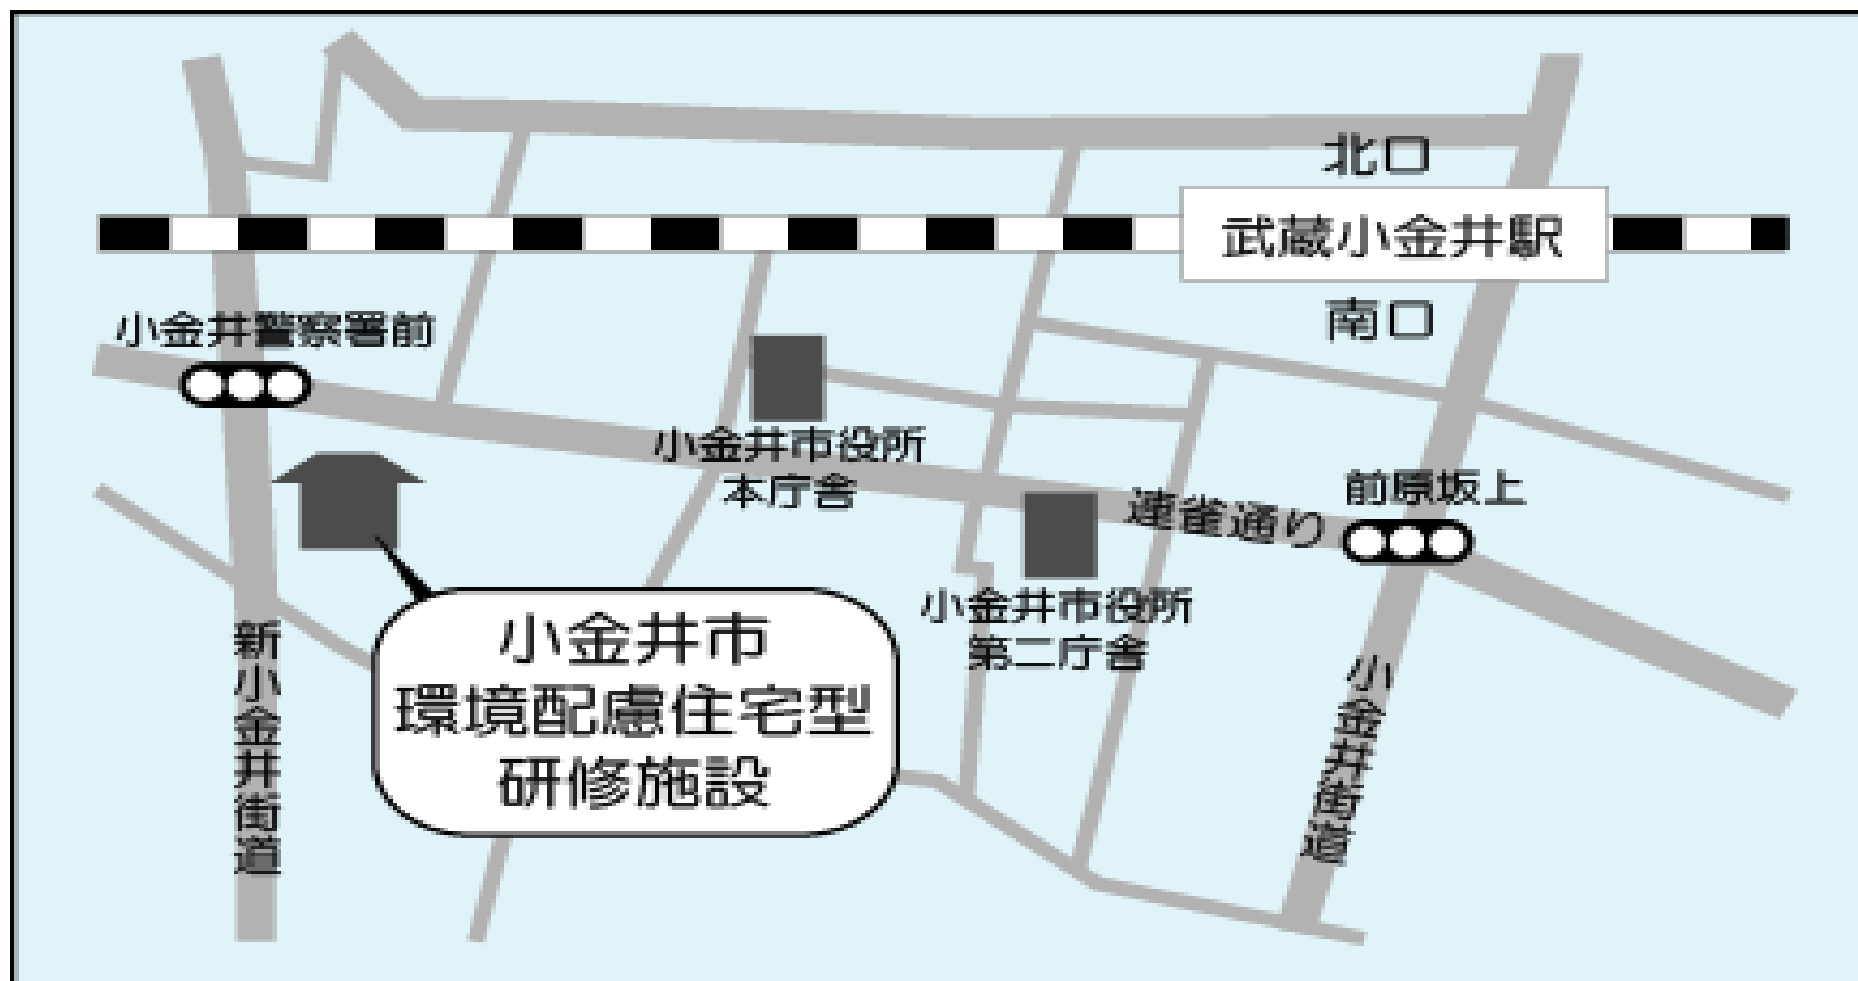 北口
武蔵小金井駅
南口
小金井警察署前
小金井市役所
本庁舎
前原坂上
連雀通り
小金井市役所
第二庁舎
小金井市
環境配慮住宅型
研修施設
新小金井街道
小金井街道